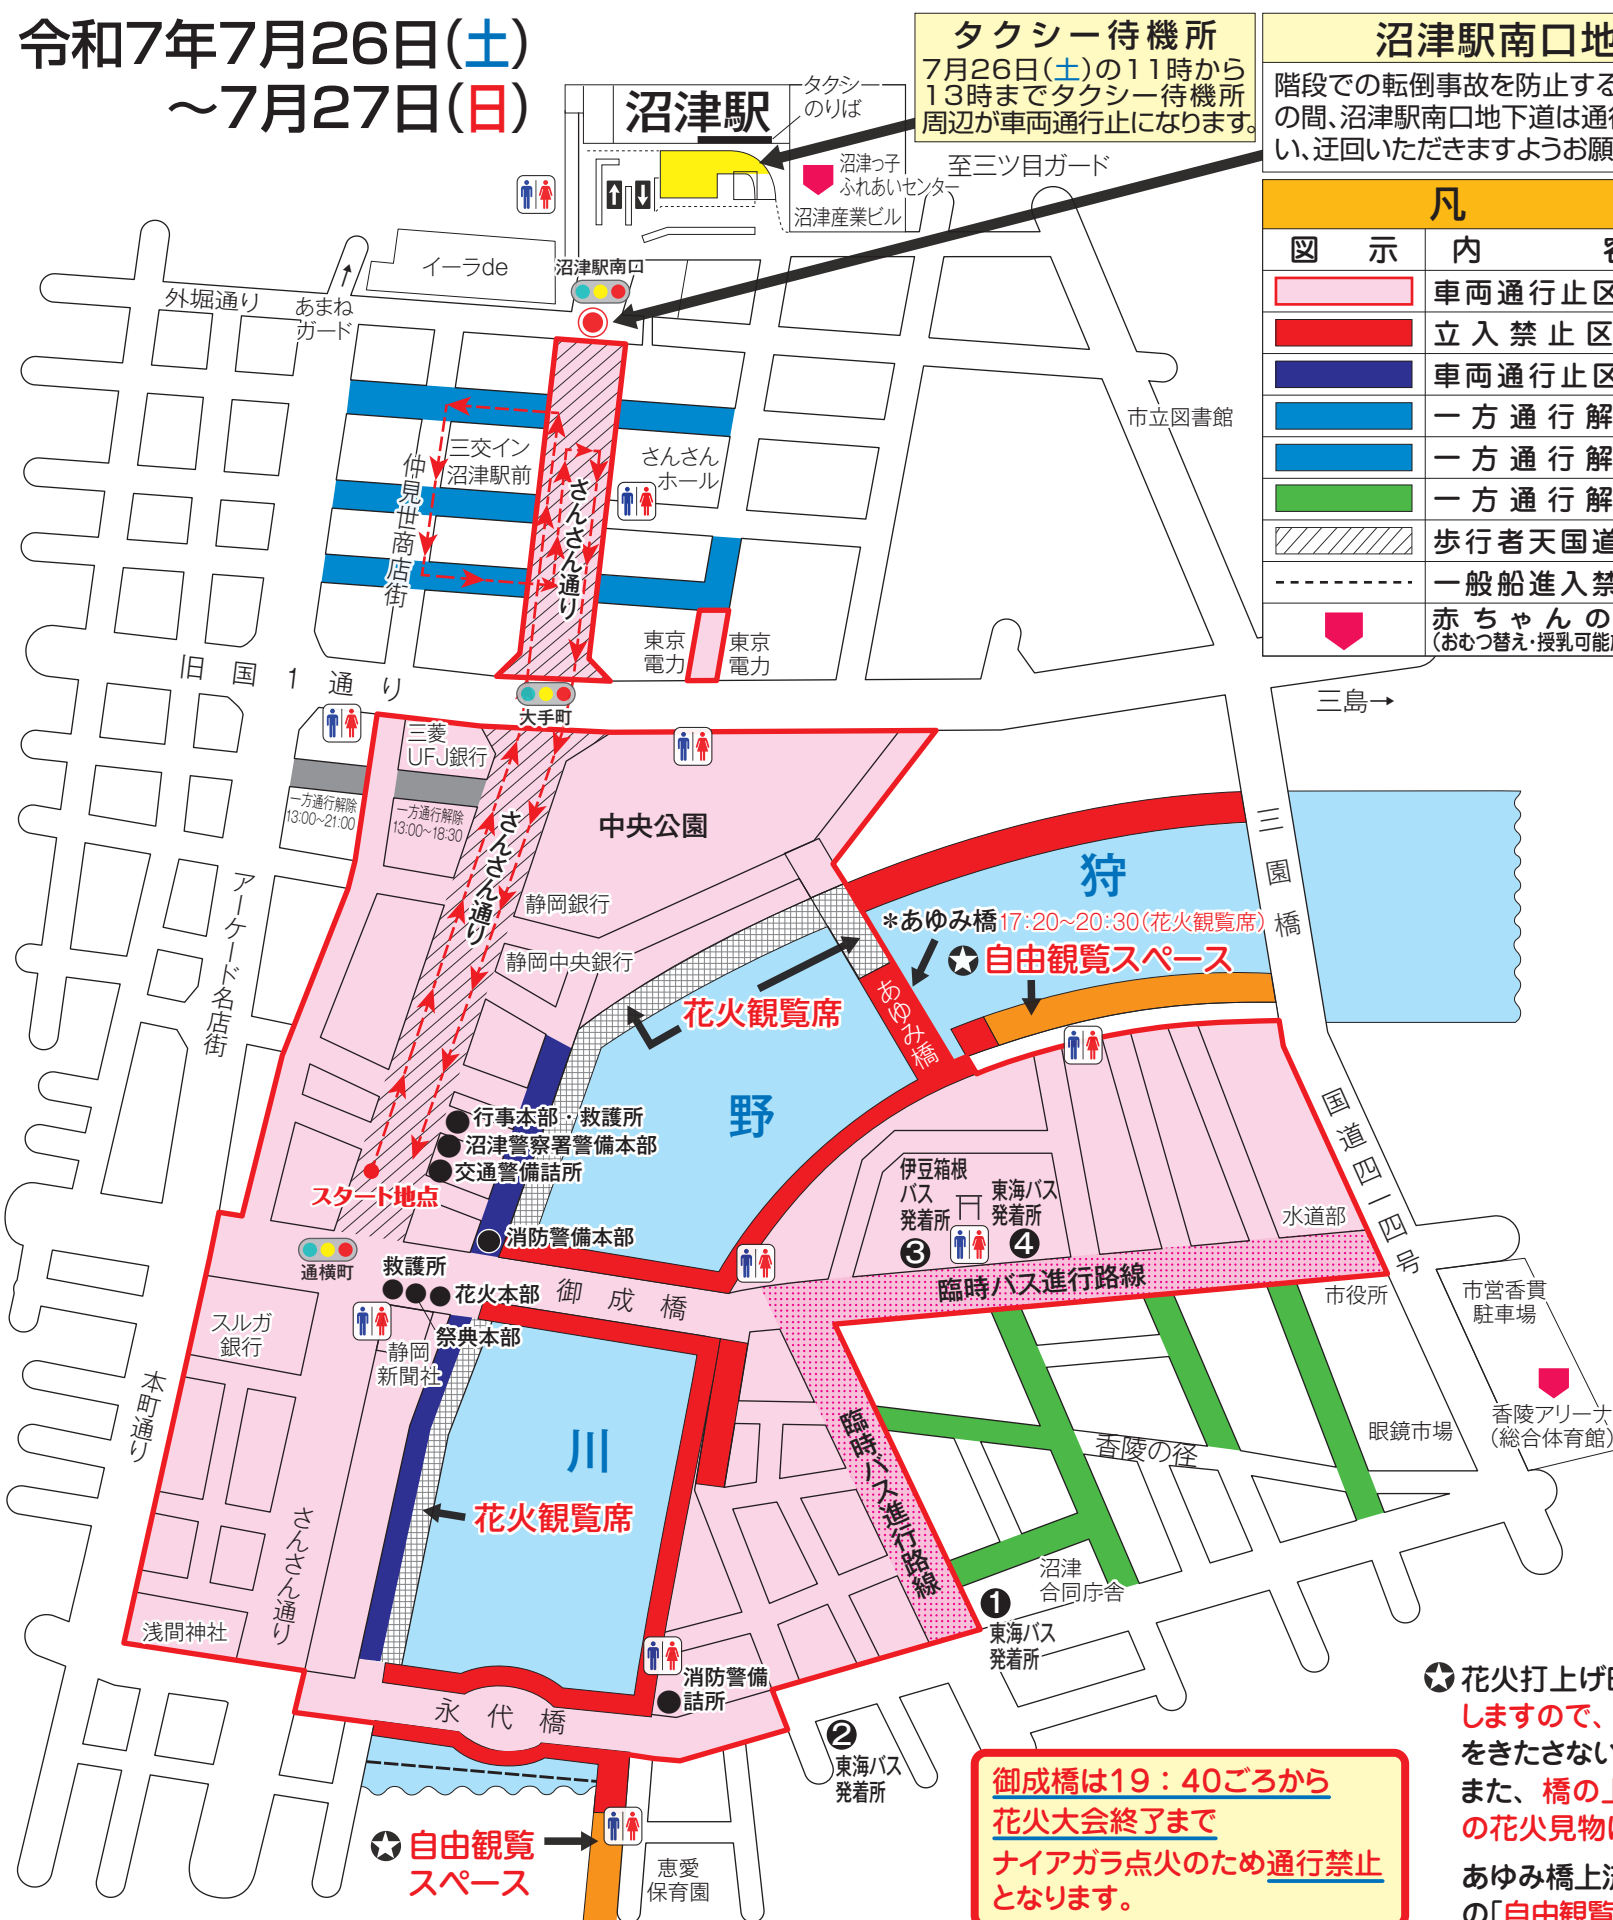 令和7年7月26日(土)
～7月27日(日)
タクシー待機所
7月26日(土)の11時から
13時までタクシー待機所
周辺が車両通行止になります。
沼津駅南口地
階段での転倒事故を防止する
の間、沼津駅南口地下道は通行
い、迂回いただきますようお願
凡
図 示
内 容
車両通行止区
立入禁止区
車両通行止区
一方通行解
一方通行解
一方通行解
歩行者天国道
一般船進入禁
赤ちゃんの
(おむつ替え・授乳可能
沼津駅
タクシー
のりば
沼津っ子
ふれあいセンター
沼津産業ビル
至三ツ目ガード
イーラde
沼津駅南口
外堀通り
あまね
ガード
市立図書館
三交イン
沼津駅前
さんさん
ホール
仲見世商店街
さんさん通り
東京
電力
東京
電力
旧国1通り
大手町
三島→
三菱
UFJ銀行
一方通行解除
13:00~21:00
一方通行解除
13:00~18:30
中央公園
さんさん通り
アーケード名店街
静岡銀行
静岡中央銀行
狩
三園橋
*あゆみ橋17:20~20:30(花火観覧席)
自由観覧スペース
花火観覧席
あゆみ橋
野
行事本部・救護所
沼津警察署警備本部
交通警備詰所
スタート地点
消防警備本部
通横町
救護所
花火本部
祭典本部
御成橋
伊豆箱根
バス
発着所
3
東海バス
発着所
4
水道部
国道四一四号
臨時バス進行路線
市役所
市営香貫
駐車場
スルガ
銀行
静岡
新聞社
本町通り
川
花火観覧席
臨時バス進行路線
香陵の径
眼鏡市場
香陵アリーナ
(総合体育館)
さんさん通り
浅間神社
沼津
合同庁舎
1
東海バス
発着所
消防警備
詰所
永代橋
2
東海バス
発着所
自由観覧
スペース
恵愛
保育園
御成橋は19：40ごろから
花火大会終了まで
ナイアガラ点火のため通行禁止
となります。
花火打上げ
しますので、
をきたさない
また、橋の上
の花火見物は
あゆみ橋上流
の「自由観覧